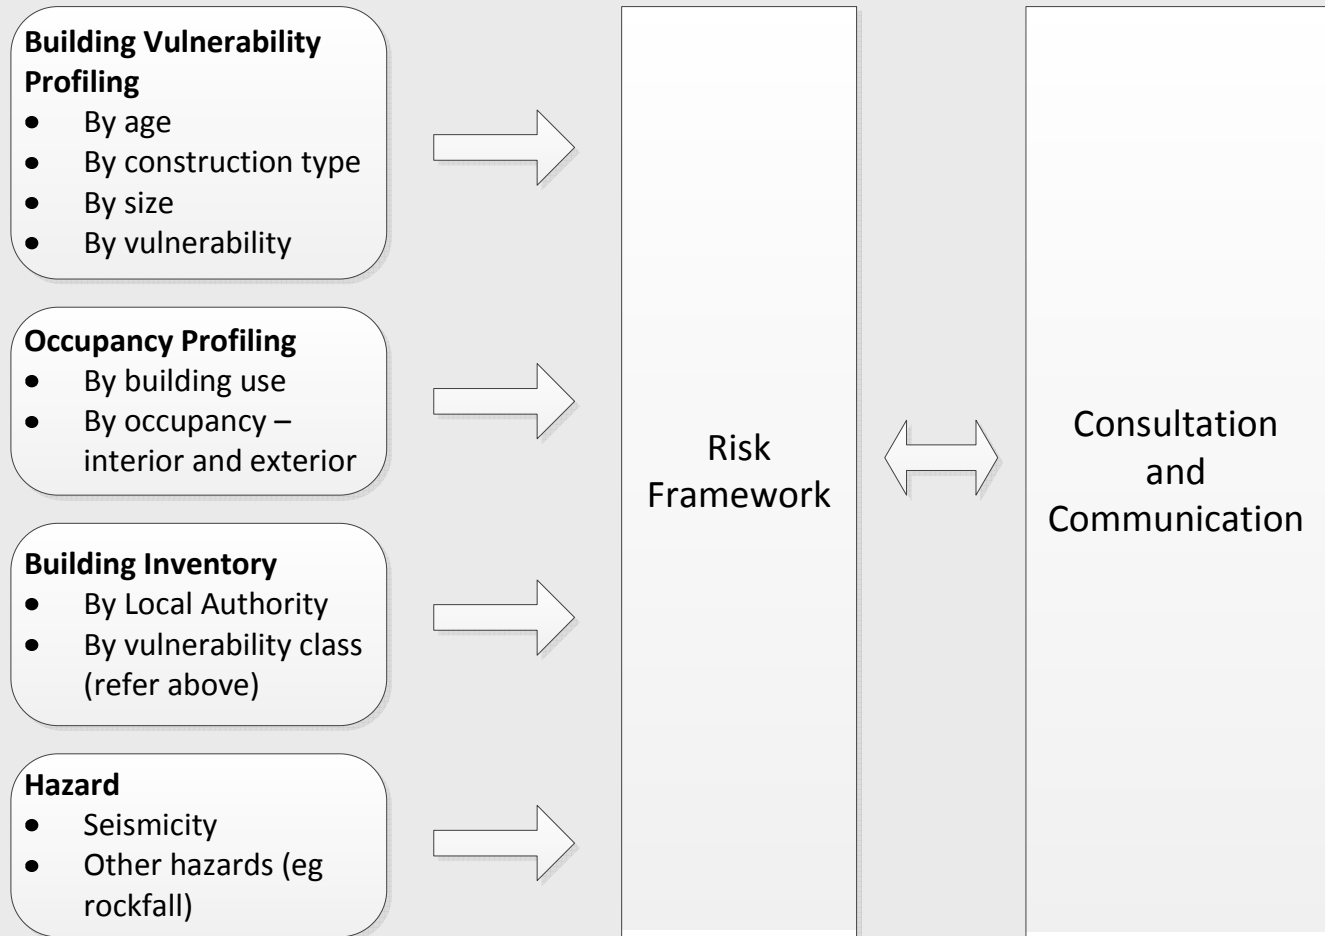 Building Vulnerability
Profiling
• By age
• By construction type
• By size
• By vulnerability
Occupancy Profiling
• By building use
• By occupancy –
interior and exterior
Building Inventory
• By Local Authority
• By vulnerability class
(refer above)
Hazard
• Seismicity
• Other hazards (eg
rockfall)
Risk
Framework
Consultation
and
Communication